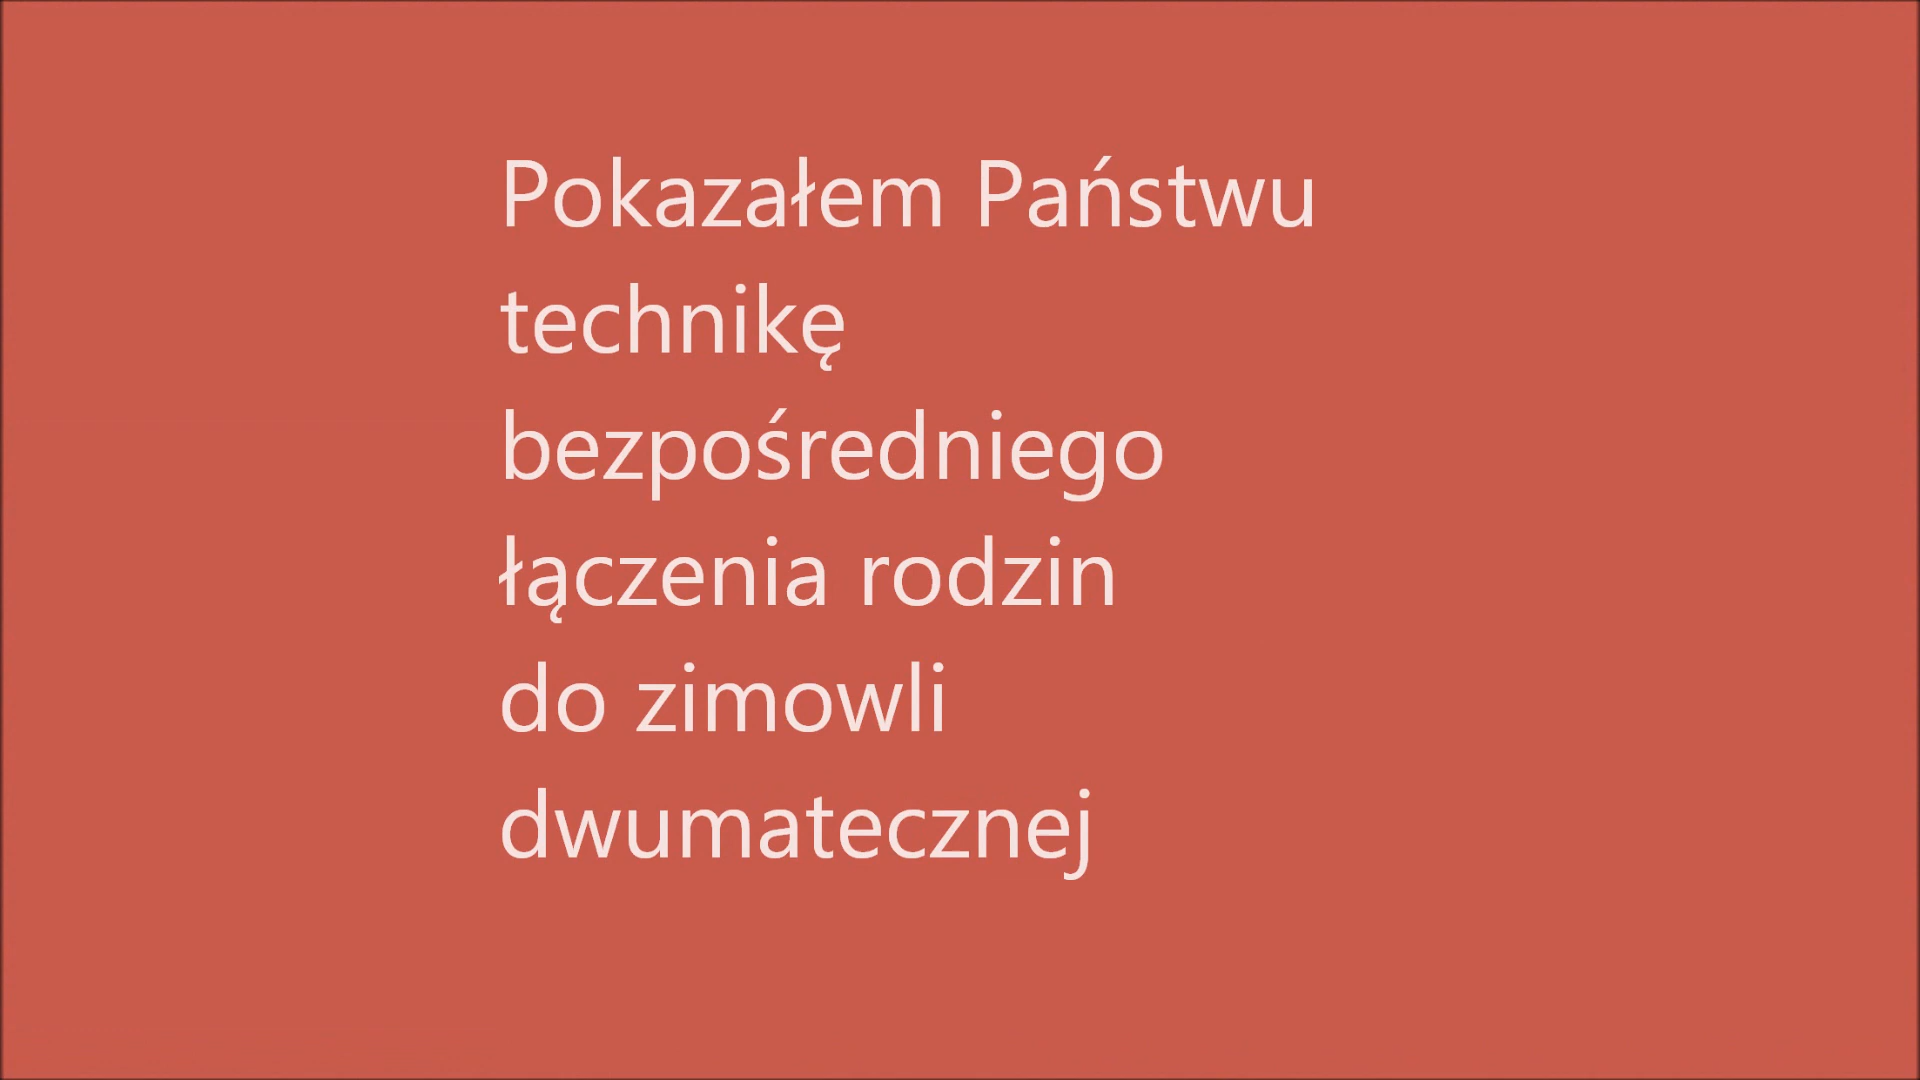 Pokazałem Państwu
technikę
bezpośredniego
łączenia rodzin
do zimowli
dwumatecznej